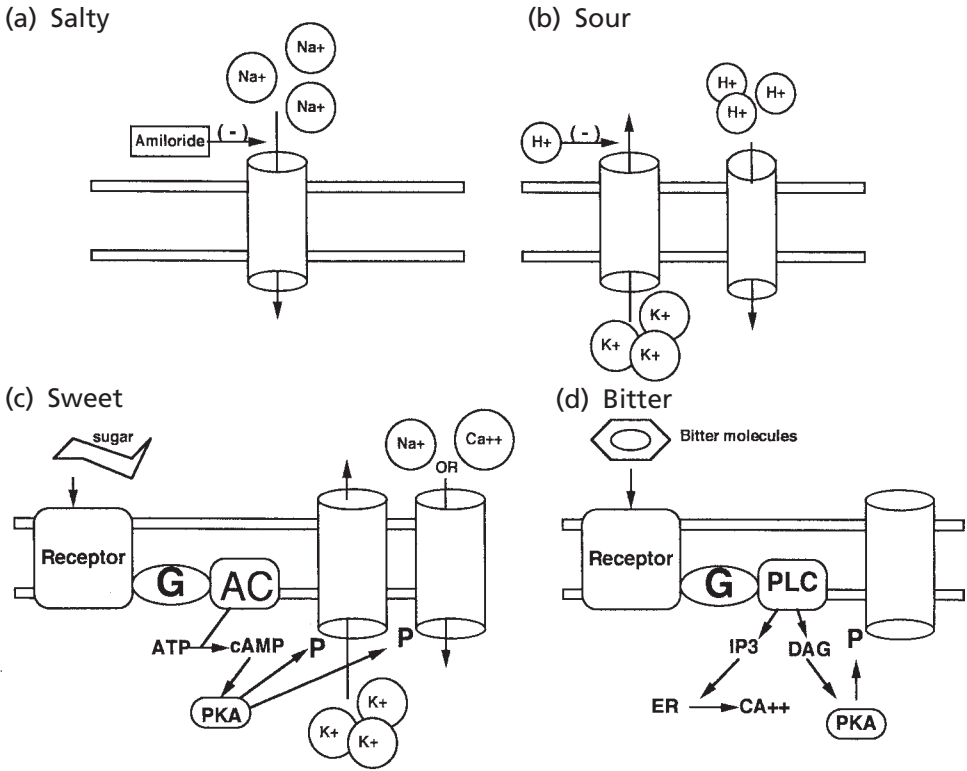 (a) Salty
Na+
Na+
Na+
Amiloride
(-)
(b) Sour
H+
H+
H+
H+
(-)
K+
K+
K+
(c) Sweet
sugar
Receptor
G
AC
ATP
cAMP
PKA
P
P
Na+
OR
Ca++
K+
K+
K+
(d) Bitter
Bitter molecules
Receptor
G
PLC
IP3
DAG
P
ER
CA++
PKA